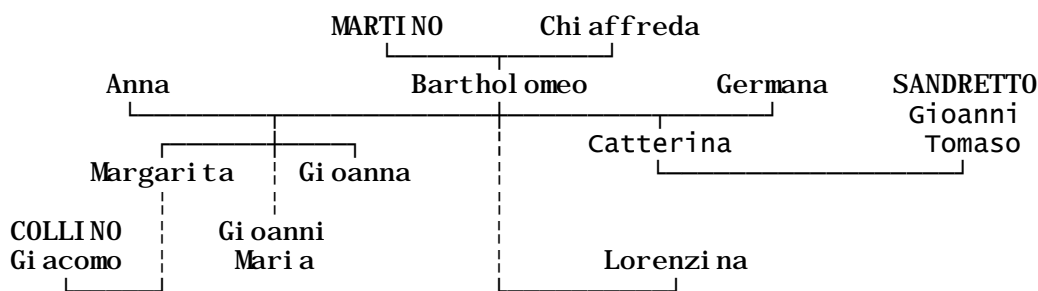 MARTINO Chiaffreda
Anna Bartholomeo Germana SANDRETTO
Gioanni
Catterina Tomaso
Margarita Gioanna
COLLINO Gioanni
Giacomo Maria Lorenzina